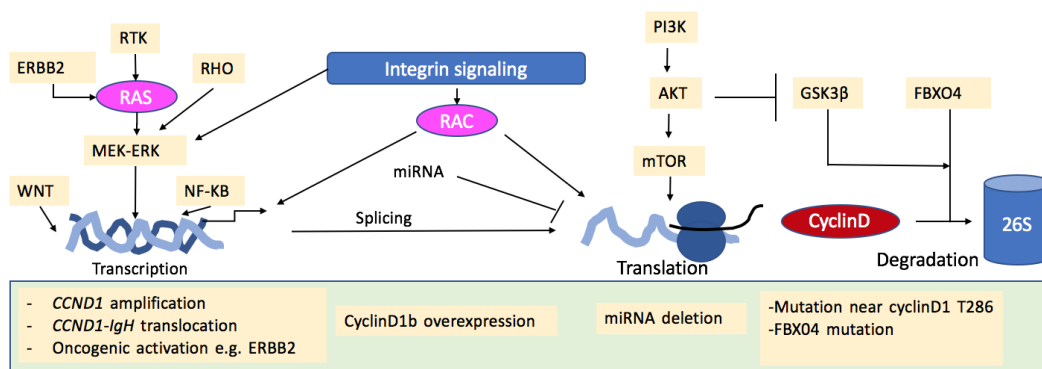 RTK
PI3K
ERBB2
RHO
Integrin signaling
RAS
AKT
GSK3β
FBXO4
RAC
MEK-ERK
mTOR
miRNA
WNT
NF-KB
Splicing
CyclinD
26S
Transcription
Translation
Degradation
- CCND1 amplification
- CCND1-IgH translocation
- Oncogenic activation e.g. ERBB2
CyclinD1b overexpression
miRNA deletion
-Mutation near cyclinD1 T286
-FBX04 mutation